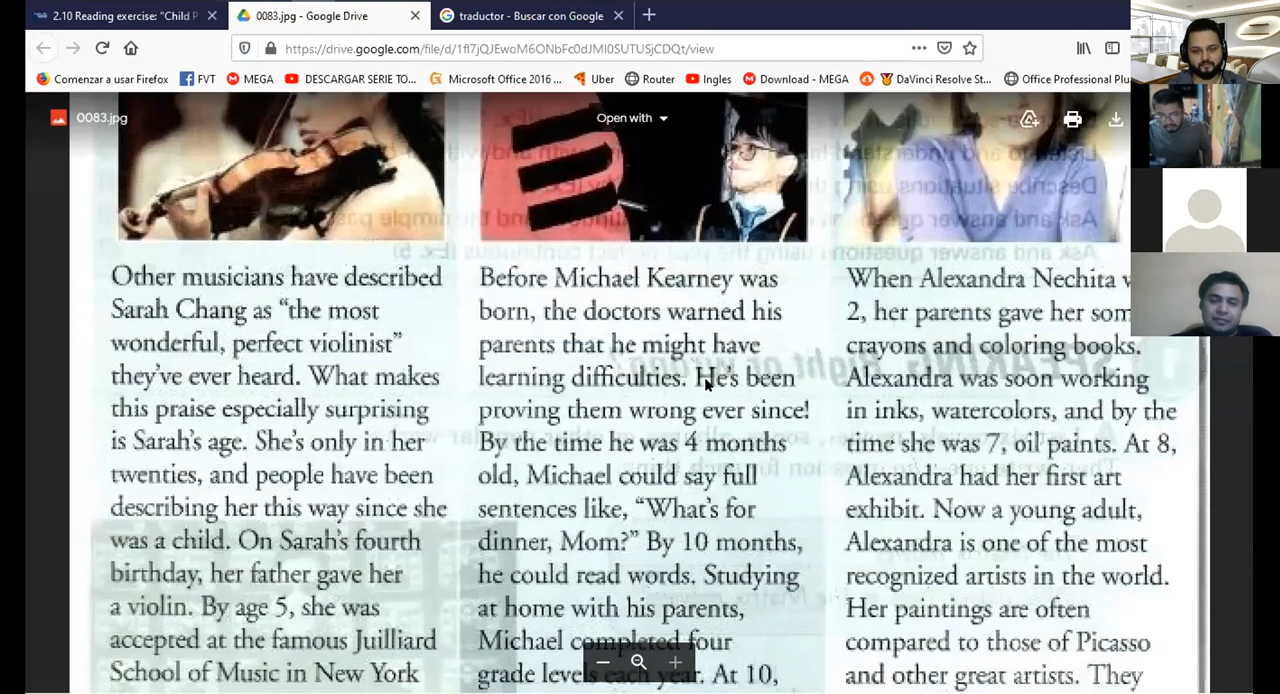 2.10 Reading exercise: "Child P
0083.jpg - Google Drive
traductor - Buscar con Google
https://drive.google.com/file/d/1fl7jQJEwoM6ONbFc0dJMl0SUTUSjCDQt/view
Comenzar a usar Firefox
FVT
MEGA
DESCARGAR SERIE TO...
Microsoft Office 2016 ...
Uber
Router
Ingles
Download - MEGA
DaVinci Resolve St...
Office Professional Plu
0083.jpg
Open with
Other musicians have described
Sarah Chang as "the most
wonderful, perfect violinist"
they've ever heard. What makes
this praise especially surprising
is Sarah's age. She's only in her
twenties, and people have been
describing her this way since she
was a child. On Sarah's fourth
birthday, her father gave her
a violin. By age 5, she was
accepted at the famous Juilliard
School of Music in New York
Before Michael Kearney was
born, the doctors warned his
parents that he might have
learning difficulties. He's been
proving them wrong ever since!
By the time he was 4 months
old, Michael could say full
sentences like, "What's for
dinner, Mom?" By 10 months,
he could read words. Studying
at home with his parents,
Michael completed four
grade levels each year. At 10,
When Alexandra Nechita
2, her parents gave her som
crayons and coloring books.
Alexandra was soon working
in inks, watercolors, and by the
time she was 7, oil paints. At 8,
Alexandra had her first art
exhibit. Now a young adult,
Alexandra is one of the most
recognized artists in the world.
Her paintings are often
compared to those of Picasso
and other great artists. They